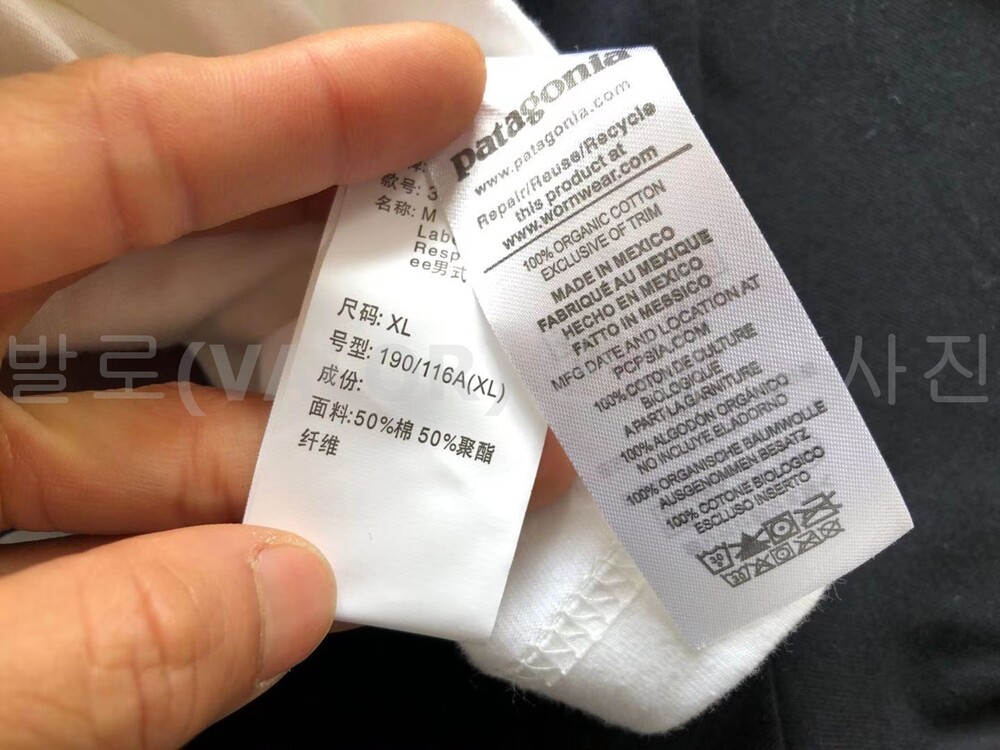 款号: 3
名称: M
Labe
Resp
ee男式
尺码: XL
号型: 190/116A(XL)
成份:
面料:50%棉 50%聚酯
纤维
patagonia
www.patagonia.com
Repair/Reuse/Recycle
this product at
www.wornwear.com
100% ORGANIC COTTON
EXCLUSIVE OF TRIM
MADE IN MEXICO
FABRIQUÉ AU MEXIQUE
HECHO EN MEXICO
FATTO IN MESSICO
MFG DATE AND LOCATION AT
PCPSIA.COM
100% COTON DE CULTURE
BIOLOGIQUE
A PART LA GARNITURE
100% ALGODÓN ORGANICO
NO INCLUYE EL ADORNO
100% ORGANISCHE BAUMWOLLE
AUSGENOMMEN BESATZ
100% COTONE BIOLOGICO
ESCLUSO INSERTO
30
발로(VA
사진